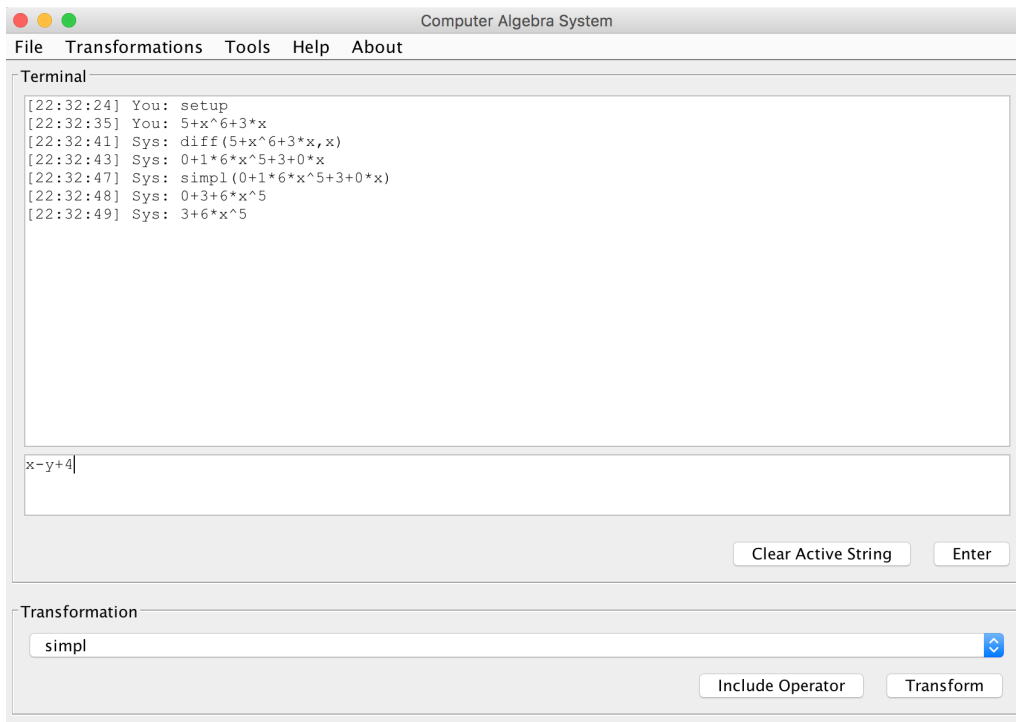 Computer Algebra System
File Transformations Tools Help About
Terminal
[22:32:24] You: setup
[22:32:35] You: 5+x^6+3*x
[22:32:41] Sys: diff(5+x^6+3*x,x)
[22:32:43] Sys: 0+1*6*x^5+3+0*x
[22:32:47] Sys: simpl(0+1*6*x^5+3+0*x)
[22:32:48] Sys: 0+3+6*x^5
[22:32:49] Sys: 3+6*x^5
x-y+4
Clear Active String Enter
Transformation
simpl
Include Operator Transform